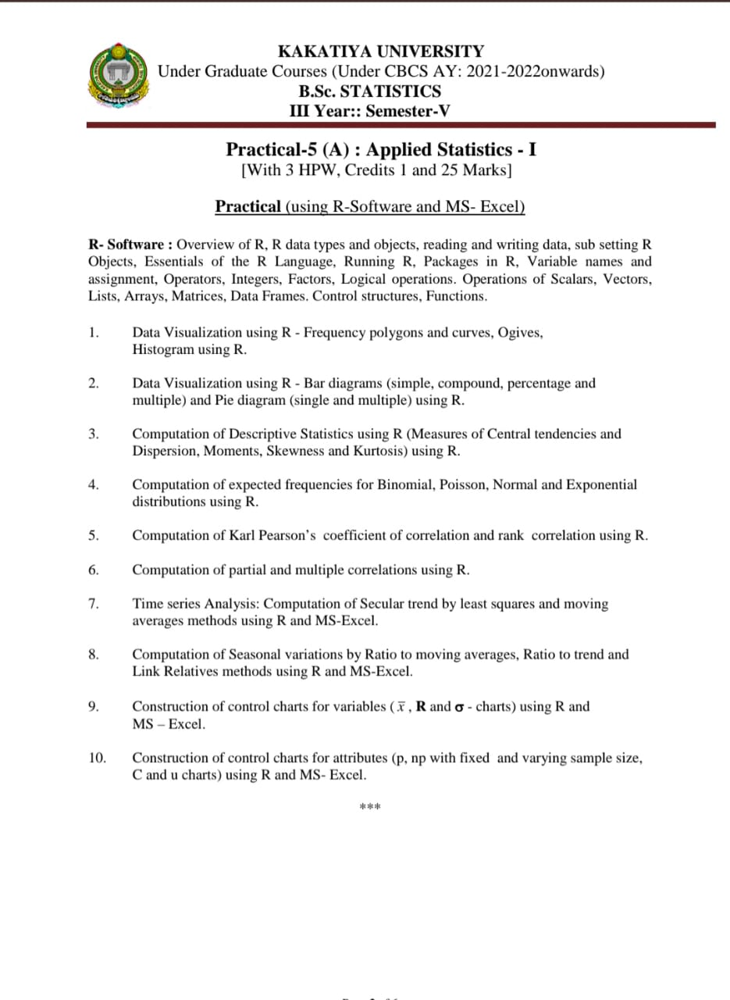 KAKATIYA UNIVERSITY
Under Graduate Courses (Under CBCS AY: 2021-2022onwards)
B.Sc. STATISTICS
III Year:: Semester-V
Practical-5 (A) : Applied Statistics - I
[With 3 HPW, Credits 1 and 25 Marks]
Practical (using R-Software and MS- Excel)
R- Software : Overview of R, R data types and objects, reading and writing data, sub setting R
Objects, Essentials of the R Language, Running R, Packages in R, Variable names and
assignment, Operators, Integers, Factors, Logical operations. Operations of Scalars, Vectors,
Lists, Arrays, Matrices, Data Frames. Control structures, Functions.
1. Data Visualization using R - Frequency polygons and curves, Ogives,
Histogram using R.
2. Data Visualization using R - Bar diagrams (simple, compound, percentage and
multiple) and Pie diagram (single and multiple) using R.
3. Computation of Descriptive Statistics using R (Measures of Central tendencies and
Dispersion, Moments, Skewness and Kurtosis) using R.
4. Computation of expected frequencies for Binomial, Poisson, Normal and Exponential
distributions using R.
5. Computation of Karl Pearson’s coefficient of correlation and rank correlation using R.
6. Computation of partial and multiple correlations using R.
7. Time series Analysis: Computation of Secular trend by least squares and moving
averages methods using R and MS-Excel.
8. Computation of Seasonal variations by Ratio to moving averages, Ratio to trend and
Link Relatives methods using R and MS-Excel.
9. Construction of control charts for variables ( x̅ , R and σ - charts) using R and
MS – Excel.
10. Construction of control charts for attributes (p, np with fixed and varying sample size,
C and u charts) using R and MS- Excel.
***